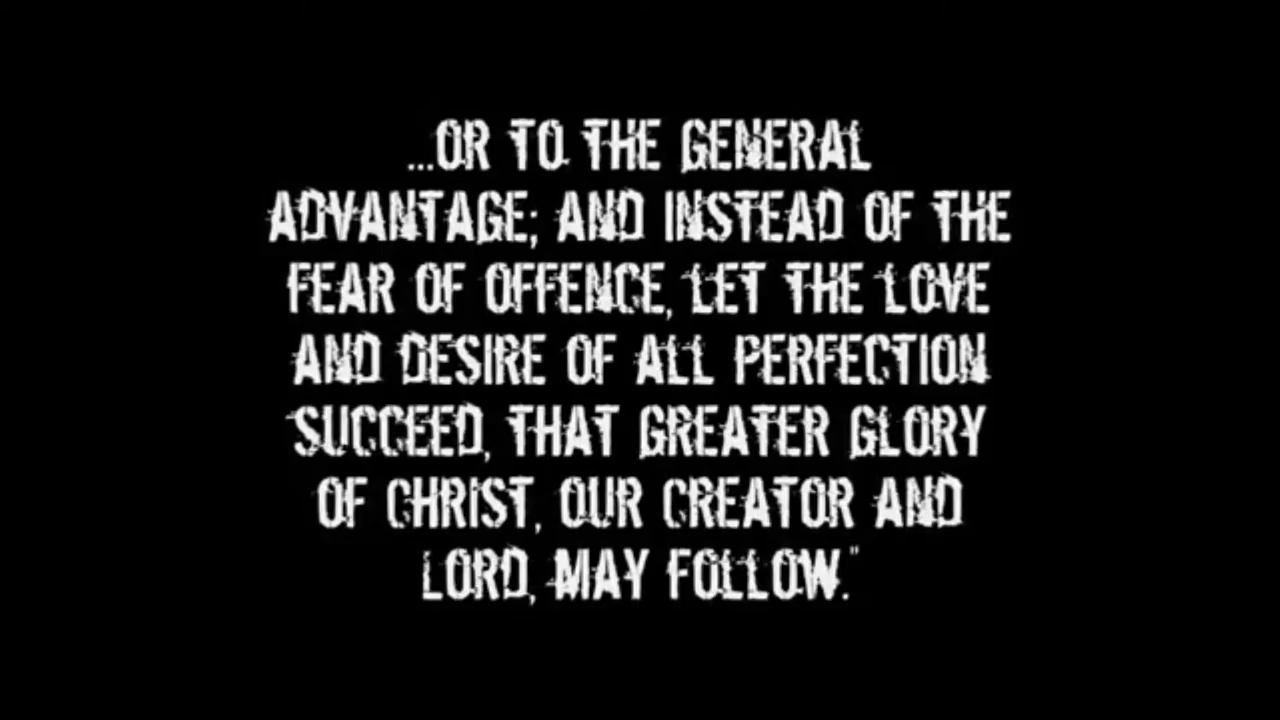 ...OR TO THE GENERAL
ADVANTAGE; AND INSTEAD OF THE
FEAR OF OFFENCE, LET THE LOVE
AND DESIRE OF ALL PERFECTION
SUCCEED, THAT GREATER GLORY
OF CHRIST, OUR CREATOR AND
LORD, MAY FOLLOW."